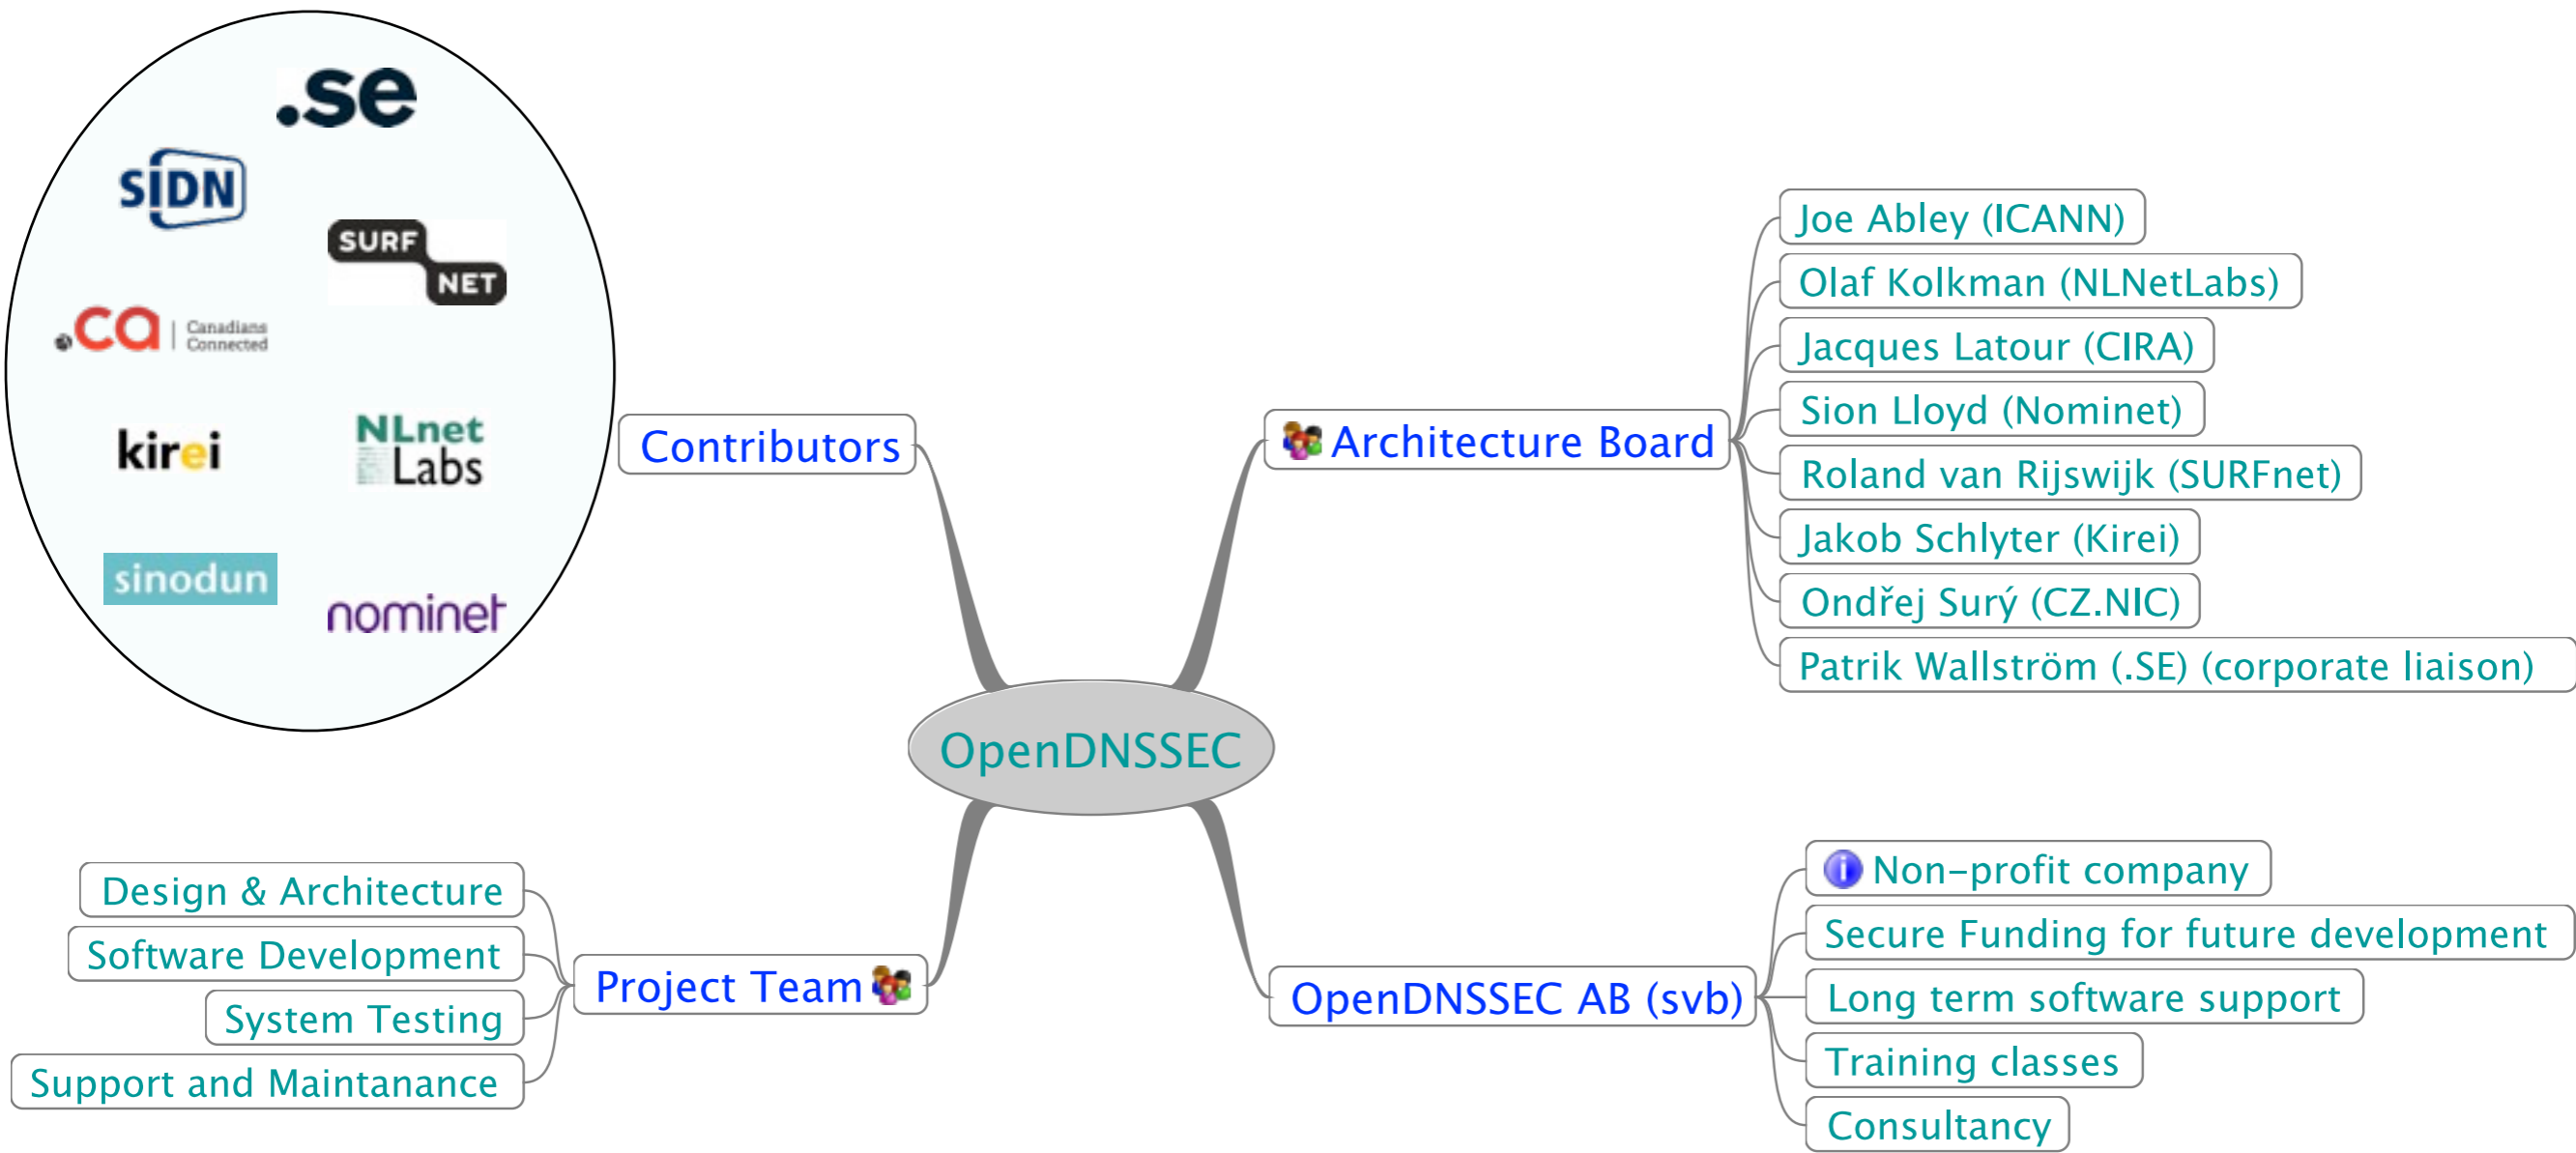 .se
SIDN
SURF
NET
.ca
Canadians
Connected
kirei
NLnet
Labs
sinodun
nominet
Contributors
Architecture Board
Joe Abley (ICANN)
Olaf Kolkman (NLNetLabs)
Jacques Latour (CIRA)
Sion Lloyd (Nominet)
Roland van Rijswijk (SURFnet)
Jakob Schlyter (Kirei)
Ondřej Surý (CZ.NIC)
Patrik Wallström (.SE) (corporate liaison)
OpenDNSSEC
Project Team
Design & Architecture
Software Development
System Testing
Support and Maintanance
OpenDNSSEC AB (svb)
Non-profit company
Secure Funding for future development
Long term software support
Training classes
Consultancy